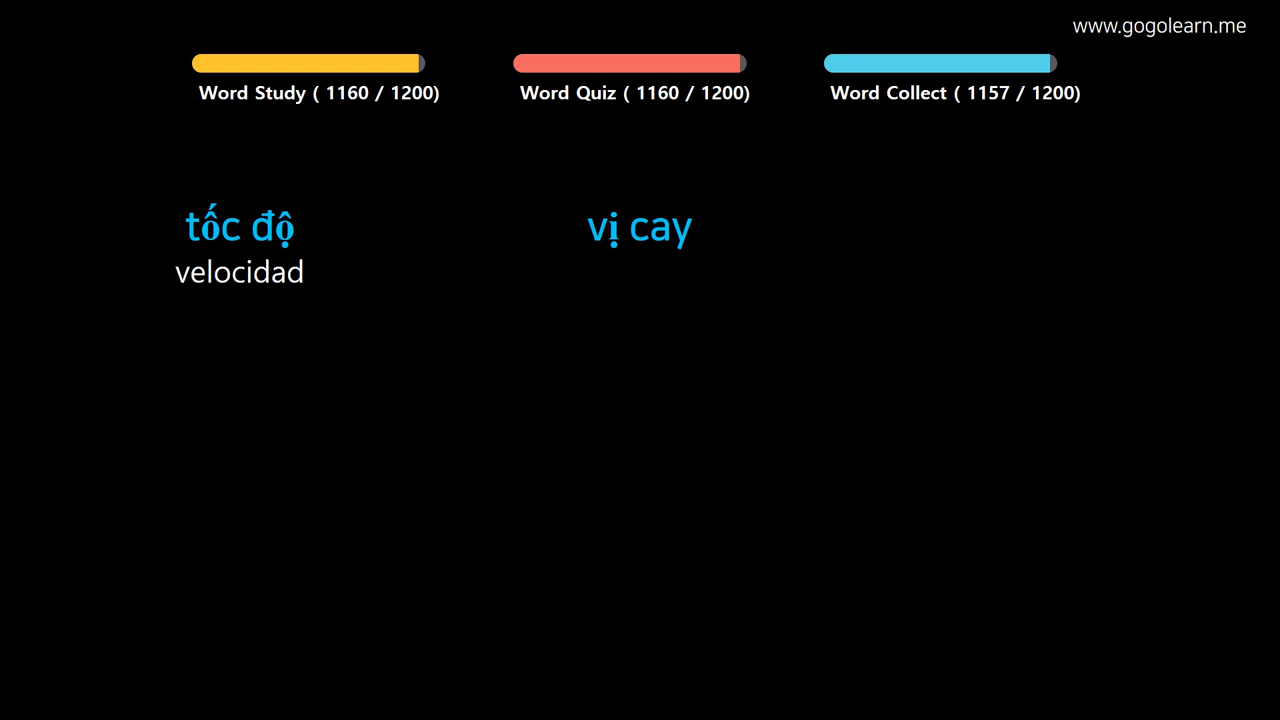 www.gogolearn.me
Word Study ( 1160 / 1200)
Word Quiz ( 1160 / 1200)
Word Collect ( 1157 / 1200)
tốc độ
velocidad
vị cay